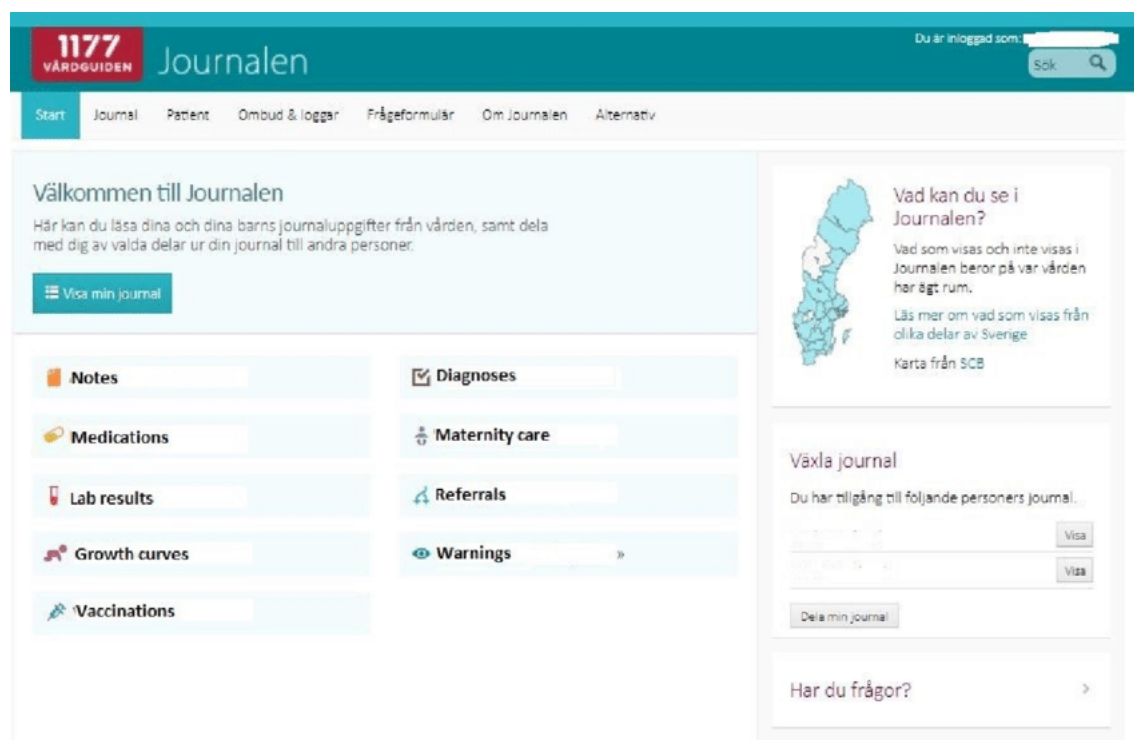 1177
VÅRDGUIDEN
Journalen
Du är inloggad som:
Sök
Start Journal Patient Ombud & loggar Frågeformulär Om Journalen Alternativ
Välkommen till Journalen
Här kan du läsa dina och dina barns journaluppgifter från vården, samt dela
med dig av valda delar ur din journal till andra personer.
Visa min journal
Notes
Medications
Lab results
Growth curves
Vaccinations
Diagnoses
Maternity care
Referrals
Warnings »
Vad kan du se i
Journalen?
Vad som visas och inte visas i
Journalen beror på var vården
har ägt rum.
Läs mer om vad som visas från
olika delar av Sverige
Karta från SCB
Växla journal
Du har tillgång till följande personers journal.
Visa
Visa
Dela min journal
Har du frågor?